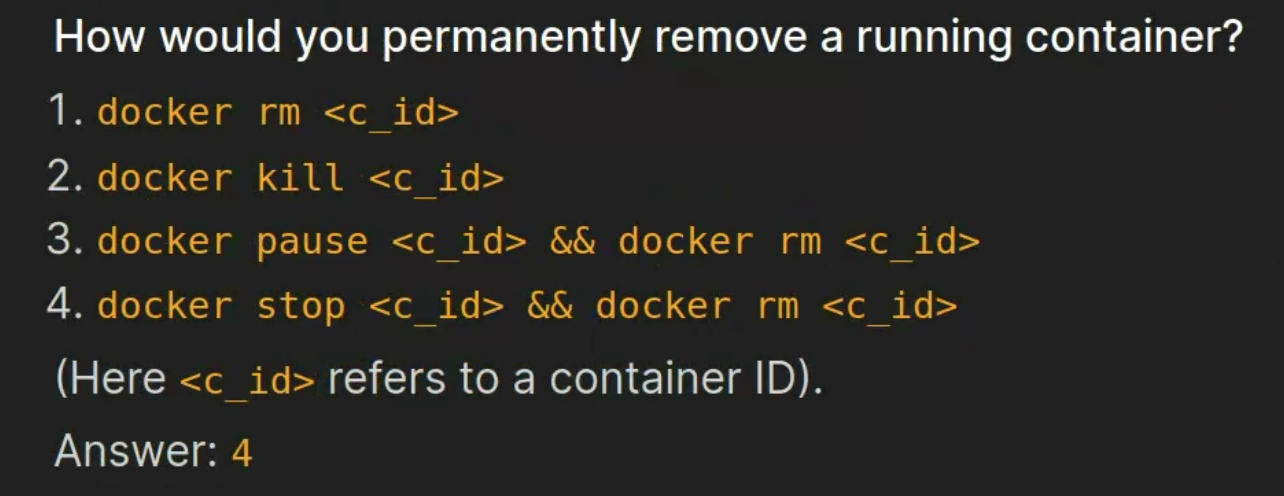 How would you permanently remove a running container?
1. docker rm <c_id>
2. docker kill <c_id>
3. docker pause <c_id> && docker rm <c_id>
4. docker stop <c_id> && docker rm <c_id>
(Here <c_id> refers to a container ID).
Answer: 4